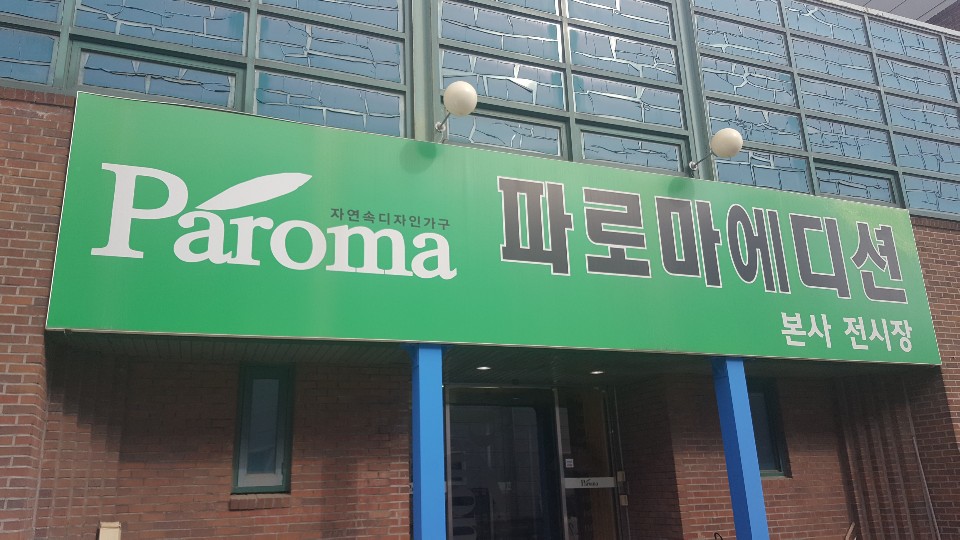 자연속디자인가구
Paroma
파로마에디션
본사 전시장
Paroma